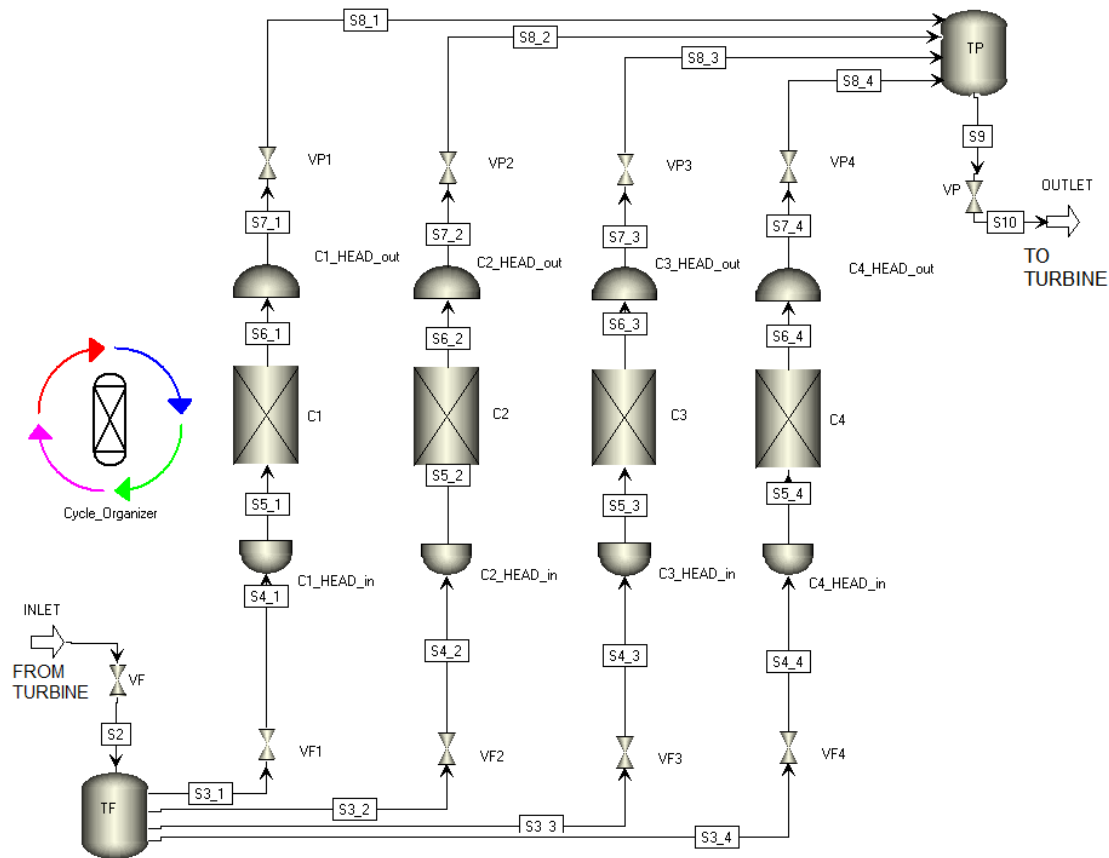 S8_1
S8_2
S8_3
S8_4
TP
S9
VP
OUTLET
S10
TO
TURBINE
VP1
VP2
VP3
VP4
S7_1
S7_2
S7_3
S7_4
C1_HEAD_out
C2_HEAD_out
C3_HEAD_out
C4_HEAD_out
S6_1
S6_2
S6_3
S6_4
C1
C2
C3
C4
Cycle_Organizer
S5_1
S5_2
S5_3
S5_4
C1_HEAD_in
C2_HEAD_in
C3_HEAD_in
C4_HEAD_in
S4_1
S4_2
S4_3
S4_4
INLET
FROM
TURBINE
VF
S2
VF1
VF2
VF3
VF4
TF
S3_1
S3_2
S3_3
S3_4